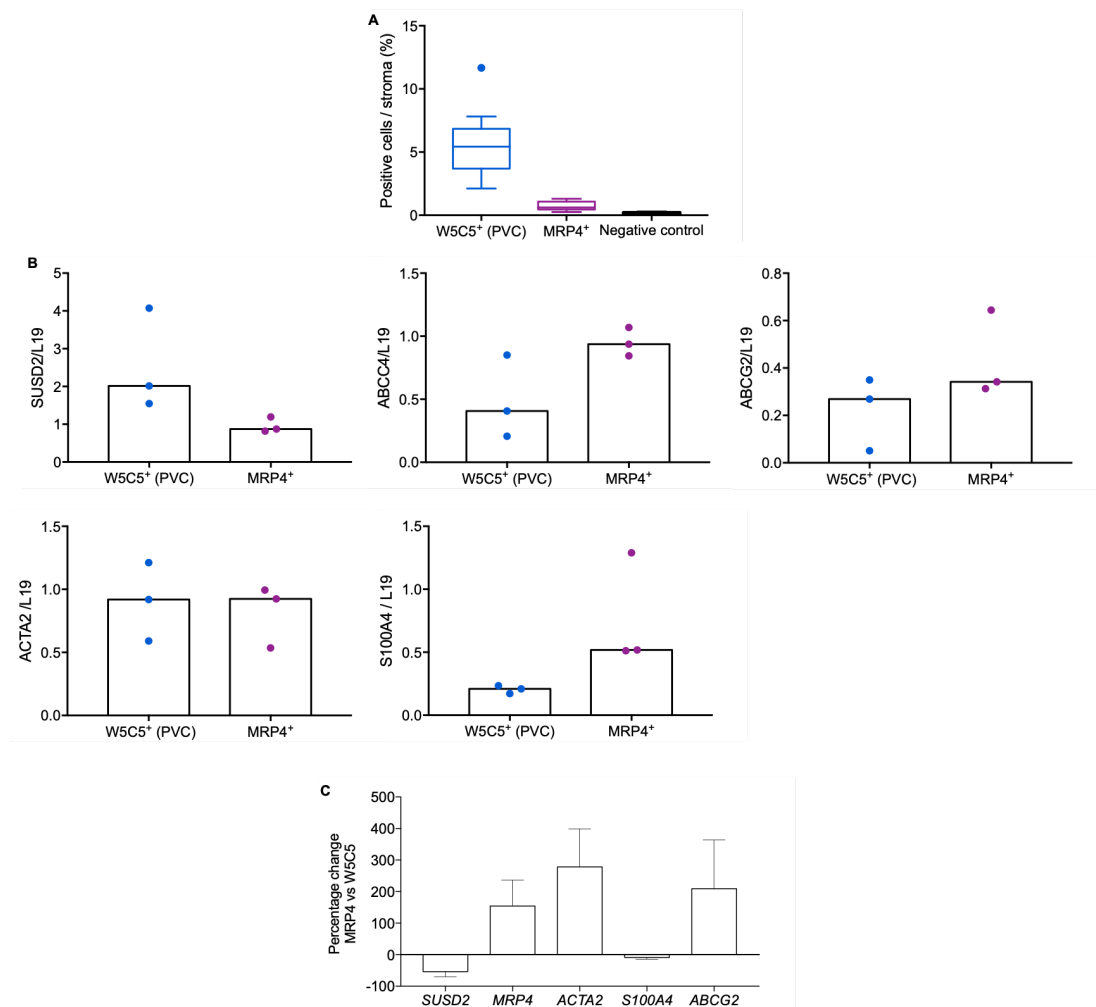 A
Positive cells / stroma (%)
15
10
5
0
W5C5⁺ (PVC)
MRP4⁺
Negative control
B
SUSD2/L19
5
4
3
2
1
0
W5C5⁺ (PVC)
MRP4⁺
ABCC4/L19
1.5
1.0
0.5
0.0
W5C5⁺ (PVC)
MRP4⁺
ABCG2/L19
0.8
0.6
0.4
0.2
0.0
W5C5⁺ (PVC)
MRP4⁺
ACTA2 /L19
1.5
1.0
0.5
0.0
W5C5⁺ (PVC)
MRP4⁺
S100A4 / L19
1.5
1.0
0.5
0.0
W5C5⁺ (PVC)
MRP4⁺
C
Percentage change
MRP4 vs W5C5
500
400
300
200
100
0
-100
SUSD2
MRP4
ACTA2
S100A4
ABCG2